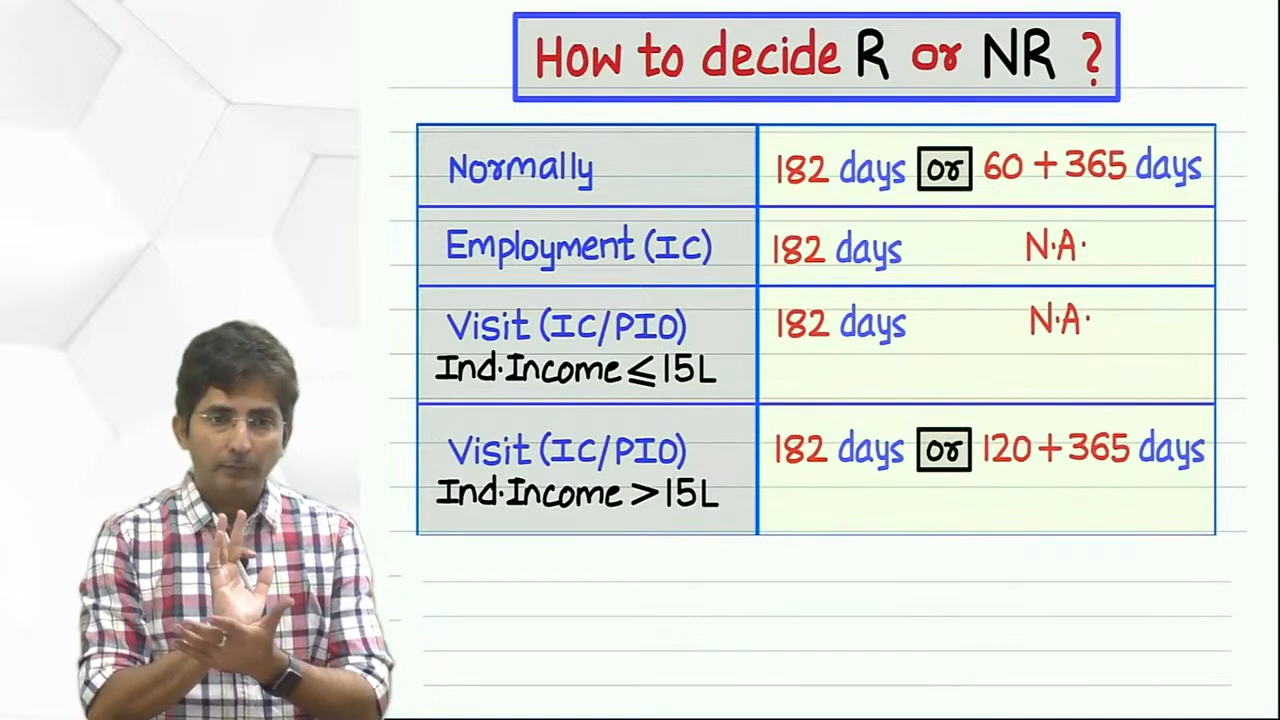 How to decide R or NR ?
Normally 182 days or 60 + 365 days
Employment (IC) 182 days N.A.
Visit (IC/PIO) 182 days N.A.
Ind.Income ≤ 15L
Visit (IC/PIO) 182 days or 120 + 365 days
Ind.Income > 15L